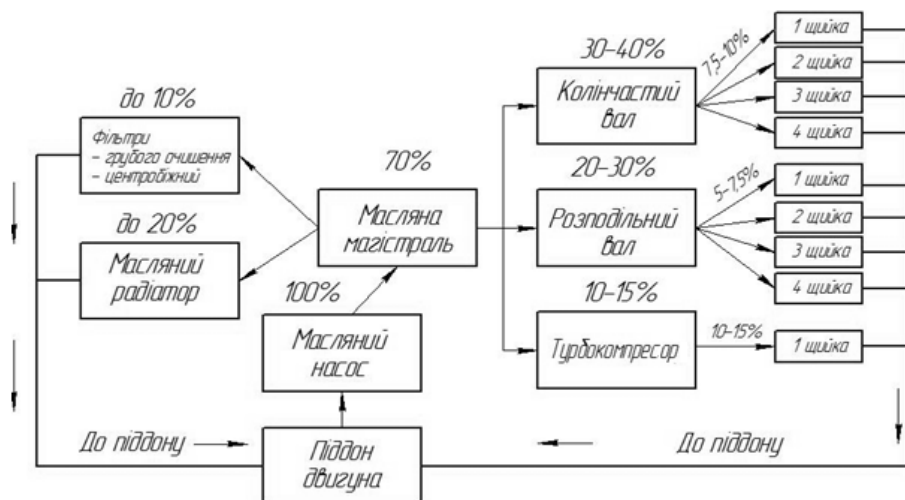 до 10%
Фільтри
– грубого очищення
– центробіжний
до 20%
Масляний
радіатор
70%
Масляна
магістраль
100%
Масляний
насос
До піддону
Піддон
двигуна
До піддону
30–40%
Колінчастий
вал
7,5–10%
1 щийка
2 щийка
3 щийка
4 щийка
20–30%
Розподільний
вал
5–7,5%
1 щийка
2 щийка
3 щийка
4 щийка
10–15%
Турбокомпресор
10–15%
1 щийка